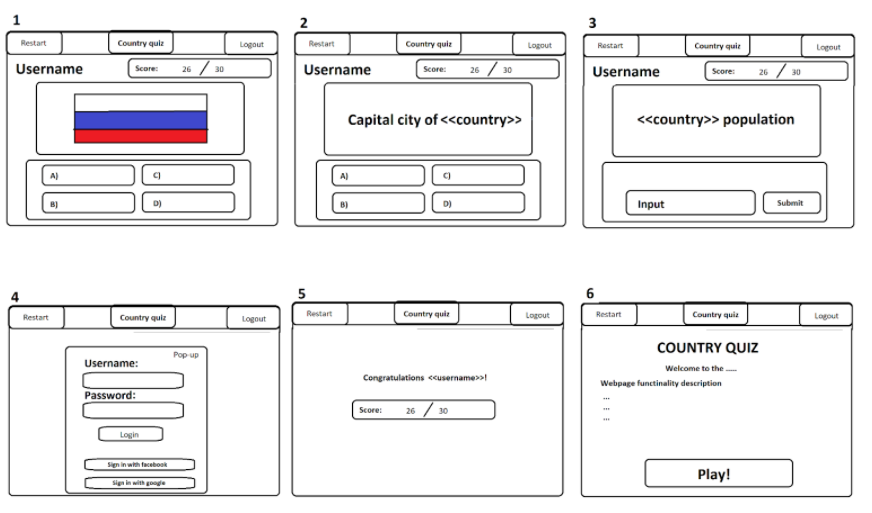 1
Restart
Country quiz
Logout
Username
Score: 26 / 30
A)
C)
B)
D)
2
Restart
Country quiz
Logout
Username
Score: 26 / 30
Capital city of <<country>>
A)
C)
B)
D)
3
Restart
Country quiz
Logout
Username
Score: 26 / 30
<<country>> population
Input
Submit
4
Restart
Country quiz
Logout
Pop-up
Username:
Password:
Login
Sign in with facebook
Sign in with google
5
Restart
Country quiz
Logout
Congratulations <<username>>!
Score: 26 / 30
6
Restart
Country quiz
Logout
COUNTRY QUIZ
Welcome to the .....
Webpage functinality description
...
...
...
Play!